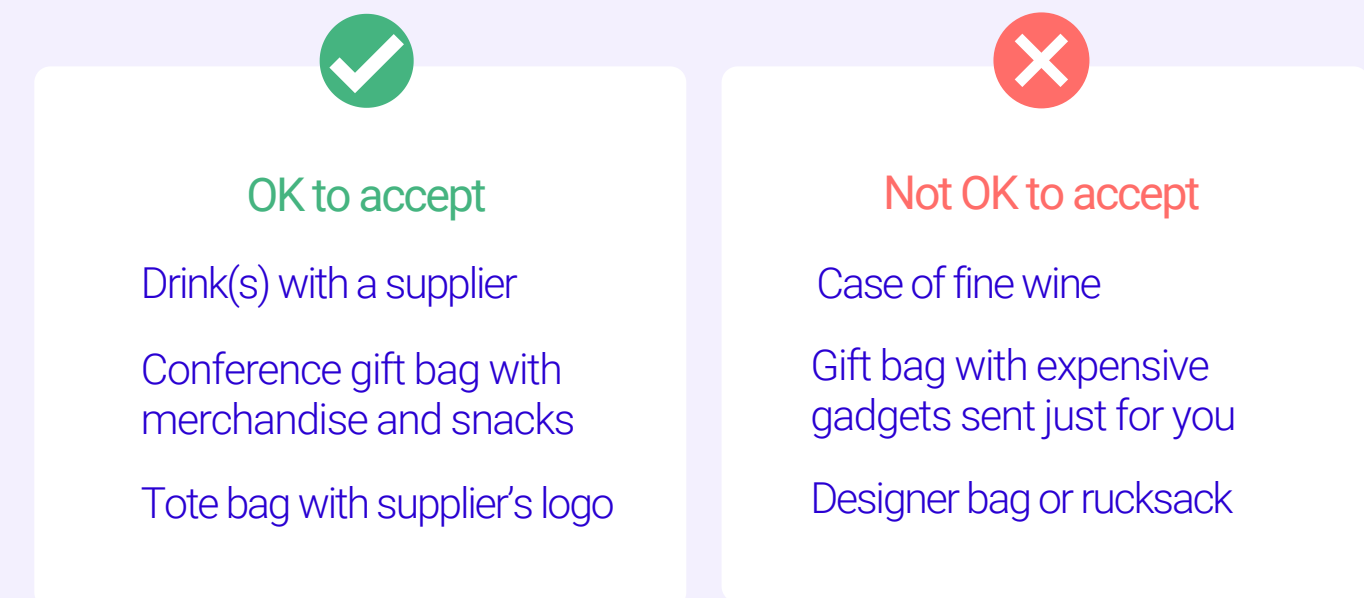 OK to accept
Drink(s) with a supplier
Conference gift bag with
merchandise and snacks
Tote bag with supplier’s logo
Not OK to accept
Case of fine wine
Gift bag with expensive
gadgets sent just for you
Designer bag or rucksack